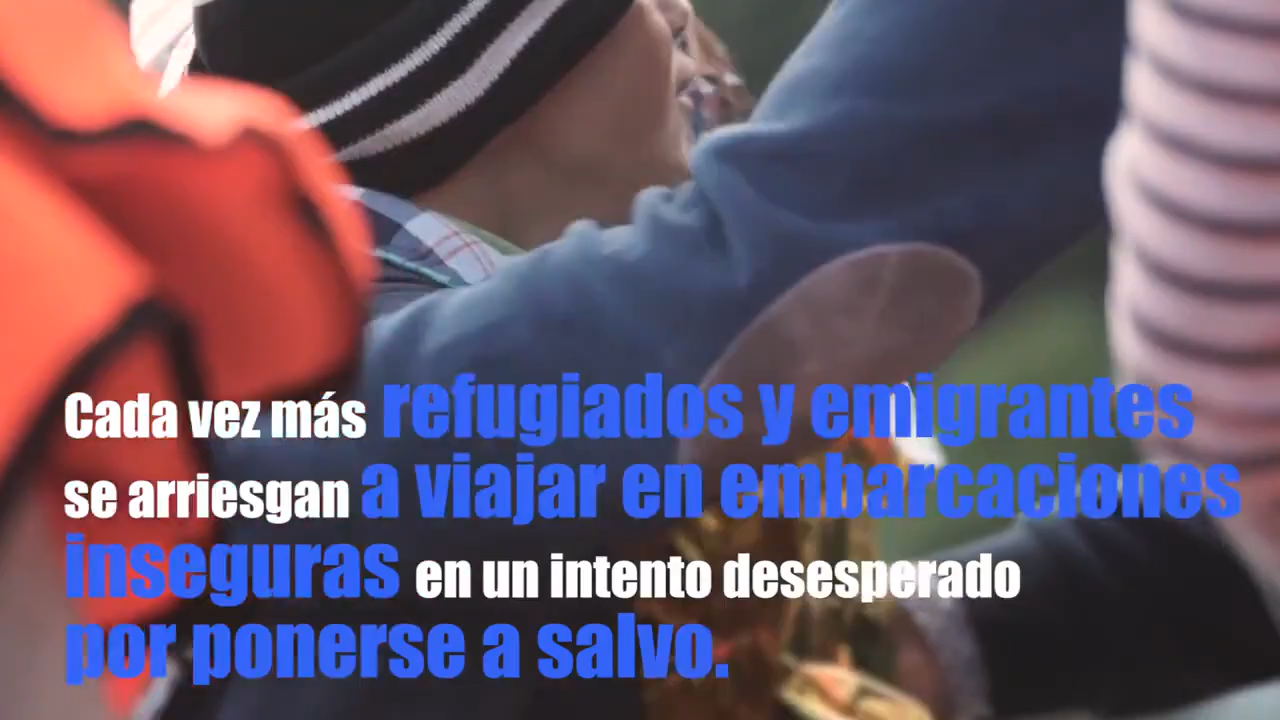 Cada vez más refugiados y emigrantes
se arriesgan a viajar en embarcaciones
inseguras en un intento desesperado
por ponerse a salvo.